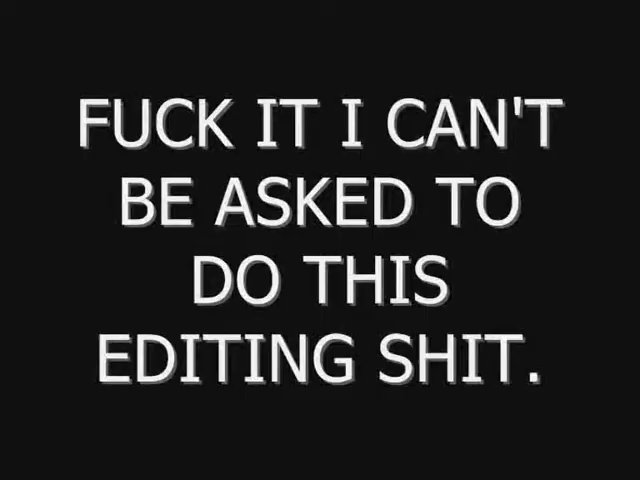 FUCK IT I CAN'T
BE ASKED TO
DO THIS
EDITING SHIT.